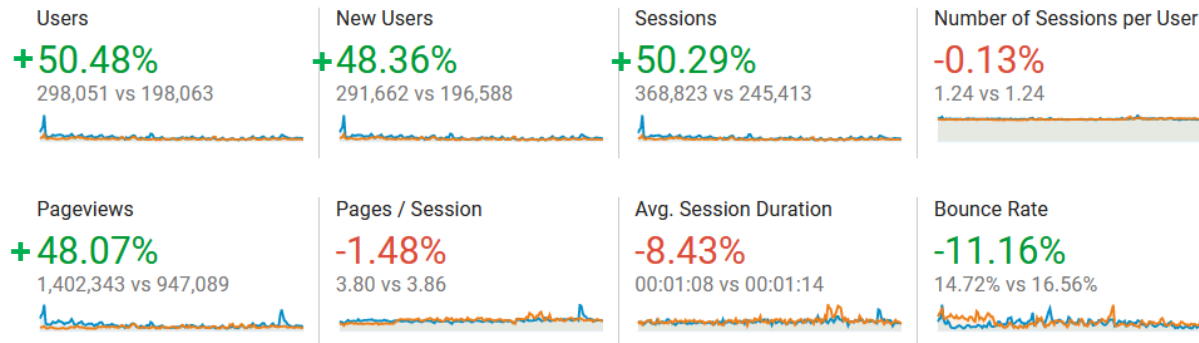 Users
+50.48%
298,051 vs 198,063
New Users
+48.36%
291,662 vs 196,588
Sessions
+50.29%
368,823 vs 245,413
Number of Sessions per User
-0.13%
1.24 vs 1.24
Pageviews
+48.07%
1,402,343 vs 947,089
Pages / Session
-1.48%
3.80 vs 3.86
Avg. Session Duration
-8.43%
00:01:08 vs 00:01:14
Bounce Rate
-11.16%
14.72% vs 16.56%